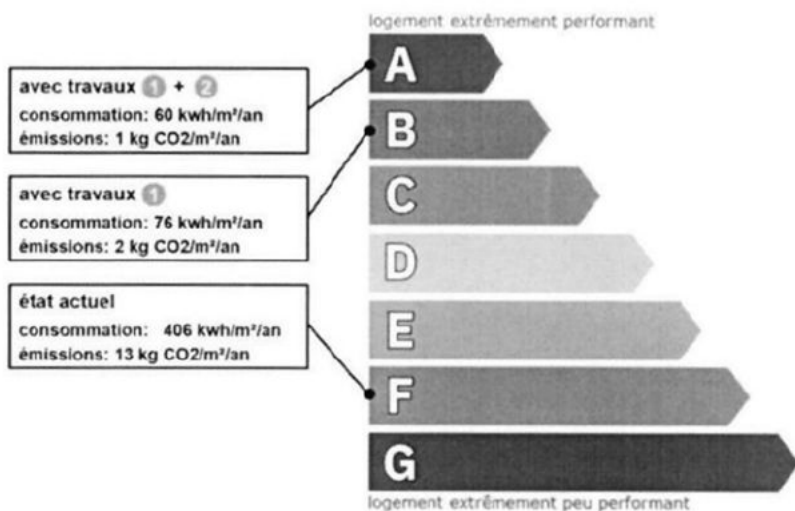 logement extrêmement performant
A
avec travaux 1 + 2
consommation: 60 kwh/m²/an
émissions: 1 kg CO2/m²/an
B
avec travaux 1
consommation: 76 kwh/m²/an
émissions: 2 kg CO2/m²/an
C
D
état actuel
consommation: 406 kwh/m²/an
émissions: 13 kg CO2/m²/an
E
F
G
logement extrêmement peu performant